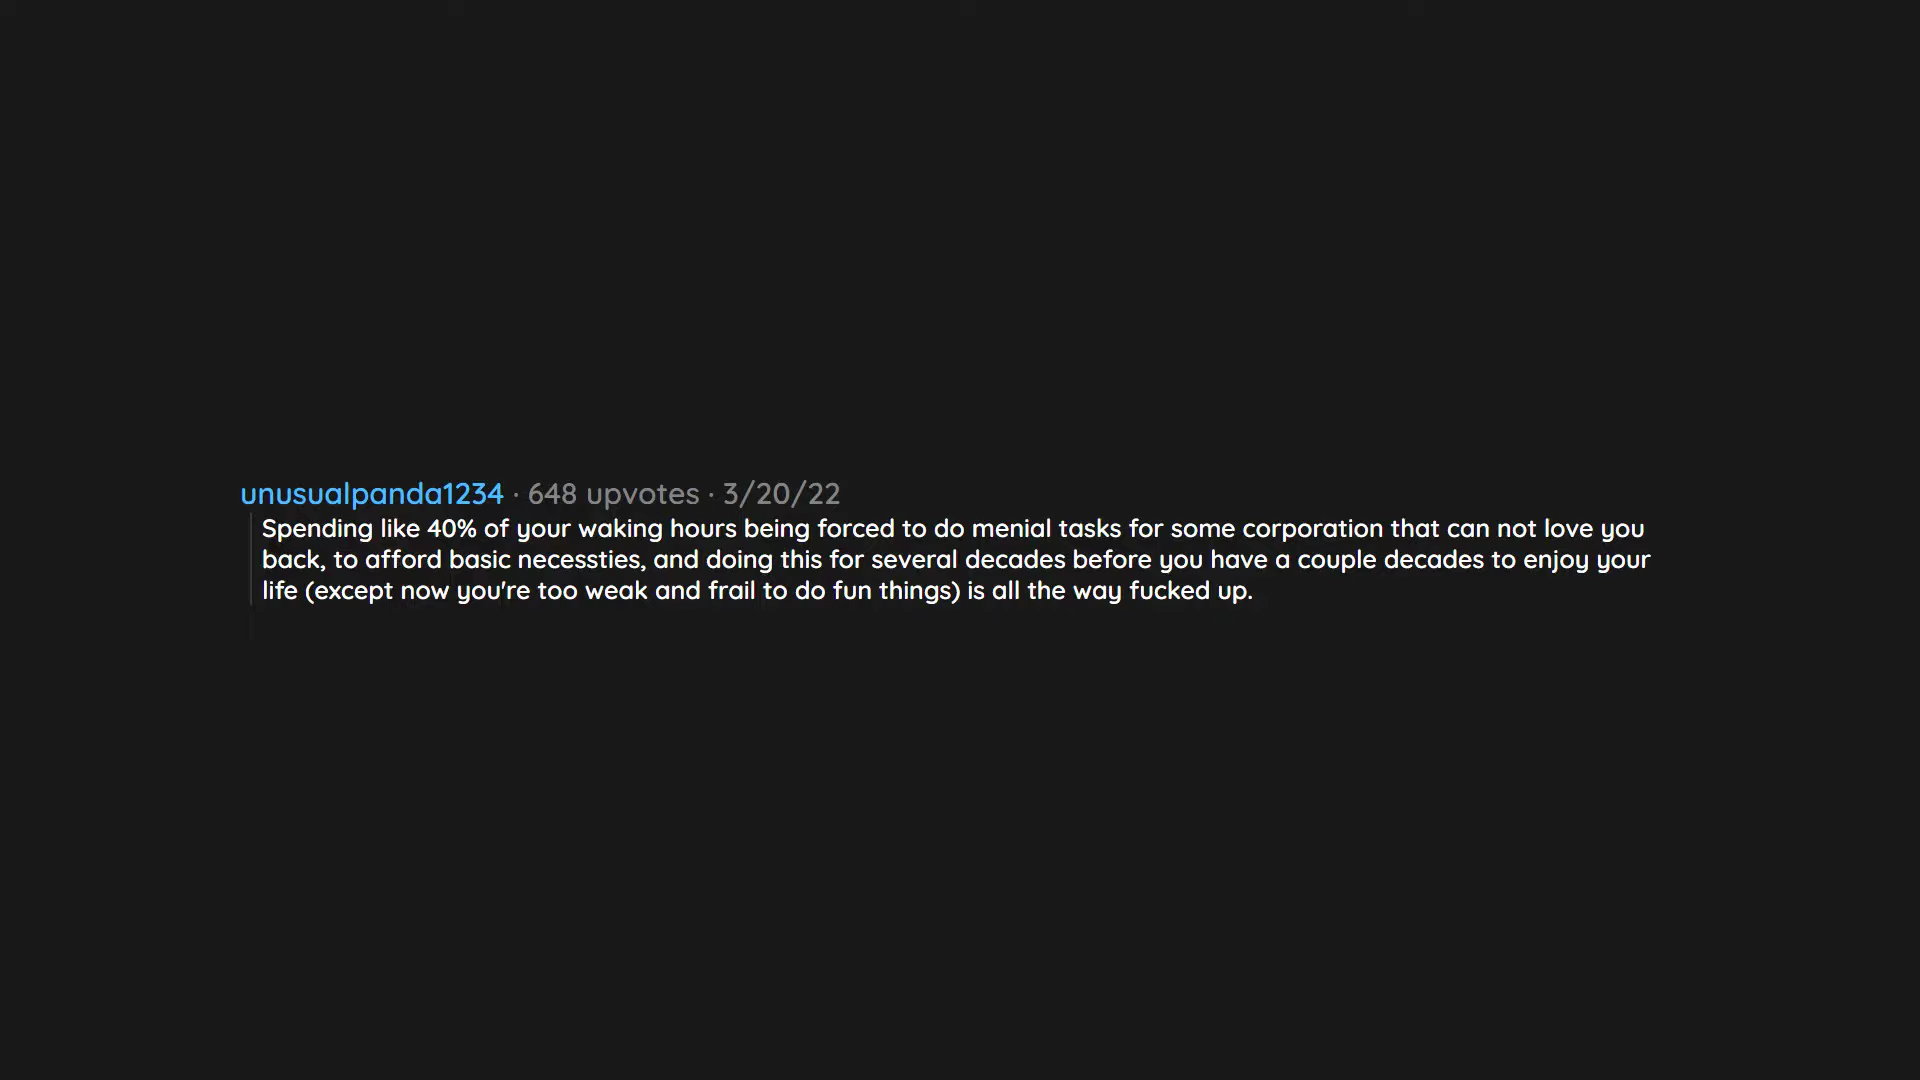 unusualpanda1234 · 648 upvotes · 3/20/22
Spending like 40% of your waking hours being forced to do menial tasks for some corporation that can not love you
back, to afford basic necessties, and doing this for several decades before you have a couple decades to enjoy your
life (except now you're too weak and frail to do fun things) is all the way fucked up.